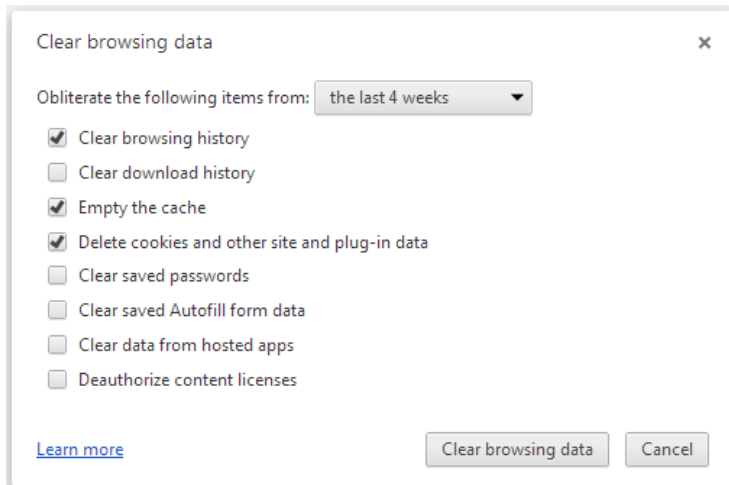 Clear browsing data
Obliterate the following items from: the last 4 weeks
Clear browsing history
Clear download history
Empty the cache
Delete cookies and other site and plug-in data
Clear saved passwords
Clear saved Autofill form data
Clear data from hosted apps
Deauthorize content licenses
Learn more Clear browsing data Cancel